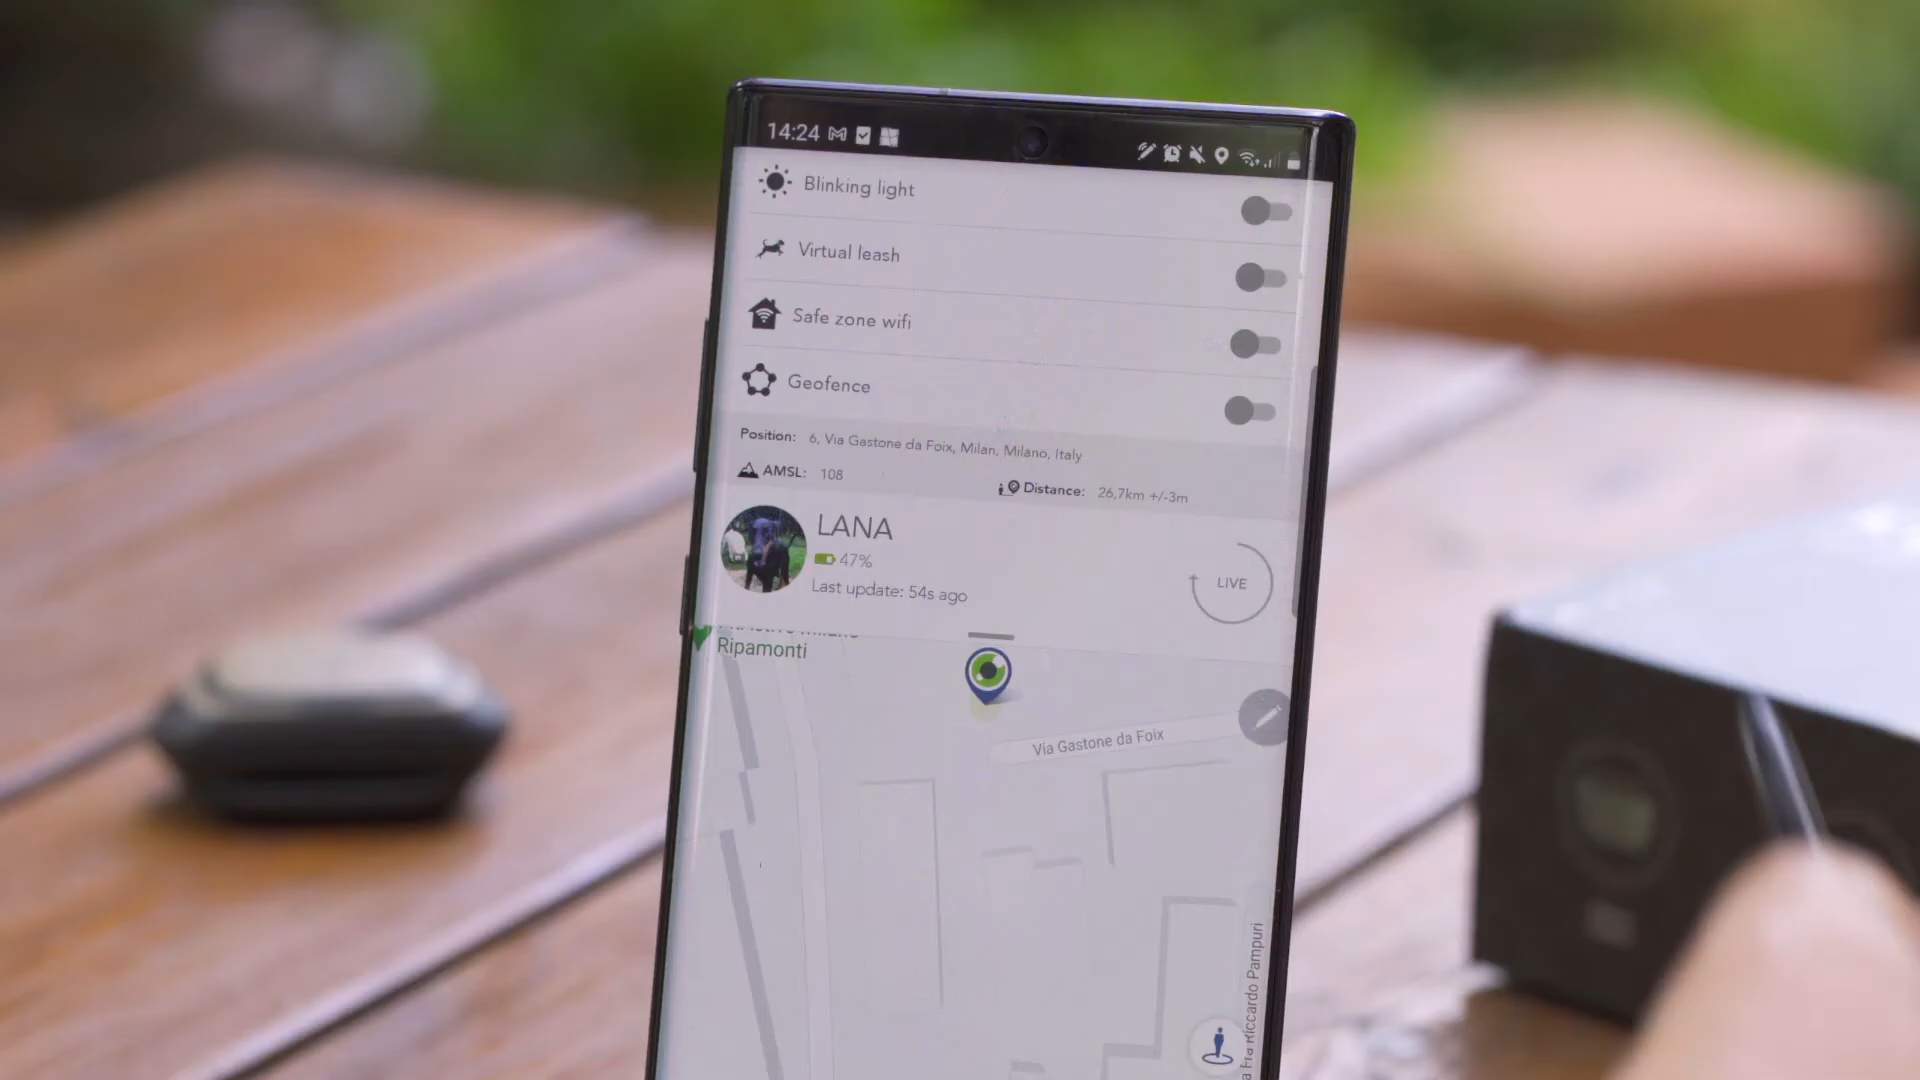 14:24
Blinking light
Virtual leash
Safe zone wifi
Geofence
Position: 6, Via Gastone da Foix, Milan, Milano, Italy
AMSL: 108
Distance: 26,7km +/-3m
LANA
47%
Last update: 54s ago
LIVE
Ripamonti
Via Gastone da Foix
Fra Riccardo Pampuri